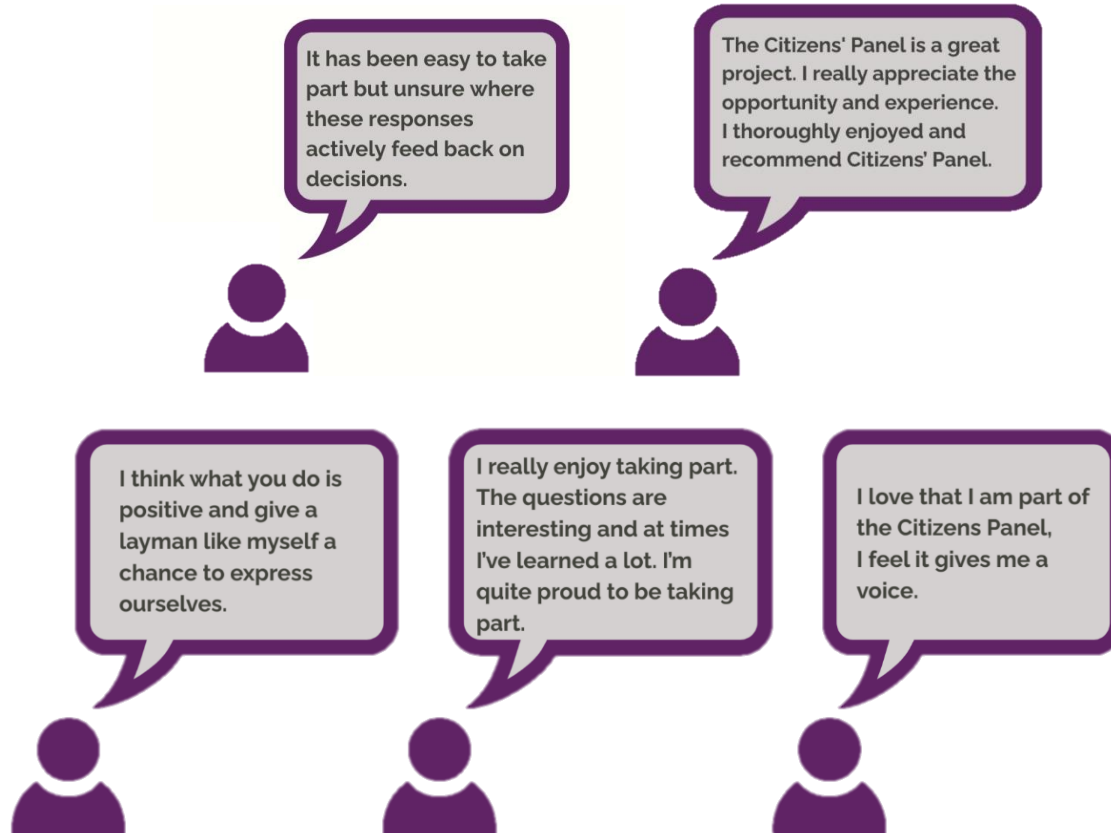 It has been easy to take
part but unsure where
these responses
actively feed back on
decisions.
The Citizens' Panel is a great
project. I really appreciate the
opportunity and experience.
I thoroughly enjoyed and
recommend Citizens’ Panel.
I think what you do is
positive and give a
layman like myself a
chance to express
ourselves.
I really enjoy taking part.
The questions are
interesting and at times
I’ve learned a lot. I’m
quite proud to be taking
part.
I love that I am part of
the Citizens Panel,
I feel it gives me a
voice.